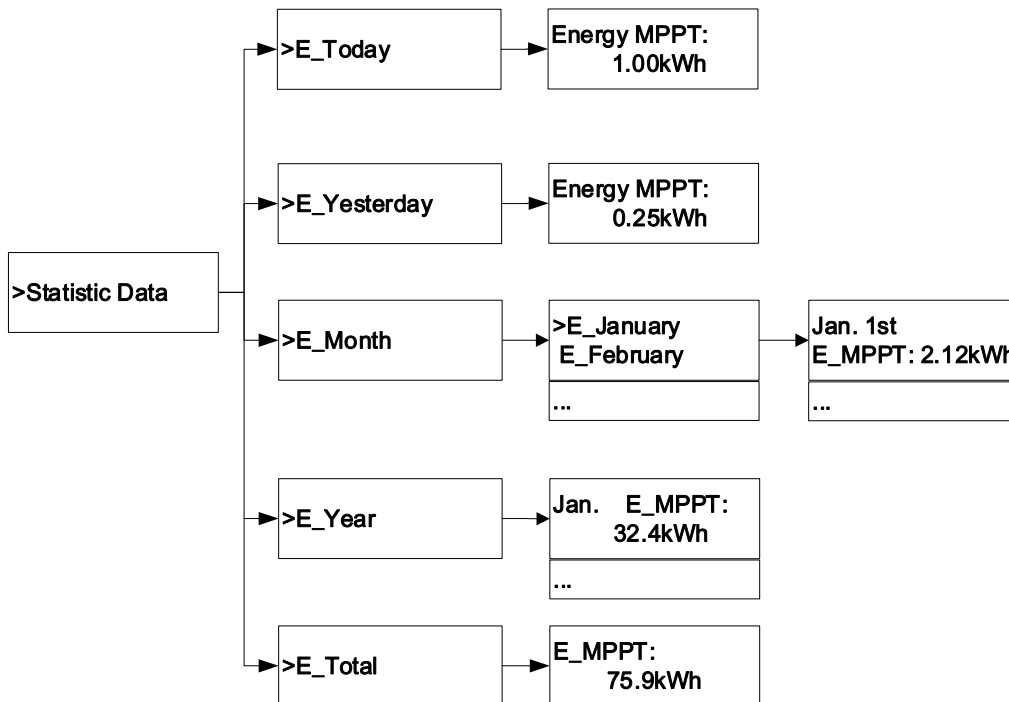 >E_Today
Energy MPPT:
1.00kWh
>E_Yesterday
Energy MPPT:
0.25kWh
>Statistic Data
>E_Month
>E_January
E_February
...
Jan. 1st
E_MPPT: 2.12kWh
...
>E_Year
Jan. E_MPPT:
32.4kWh
...
>E_Total
E_MPPT:
75.9kWh